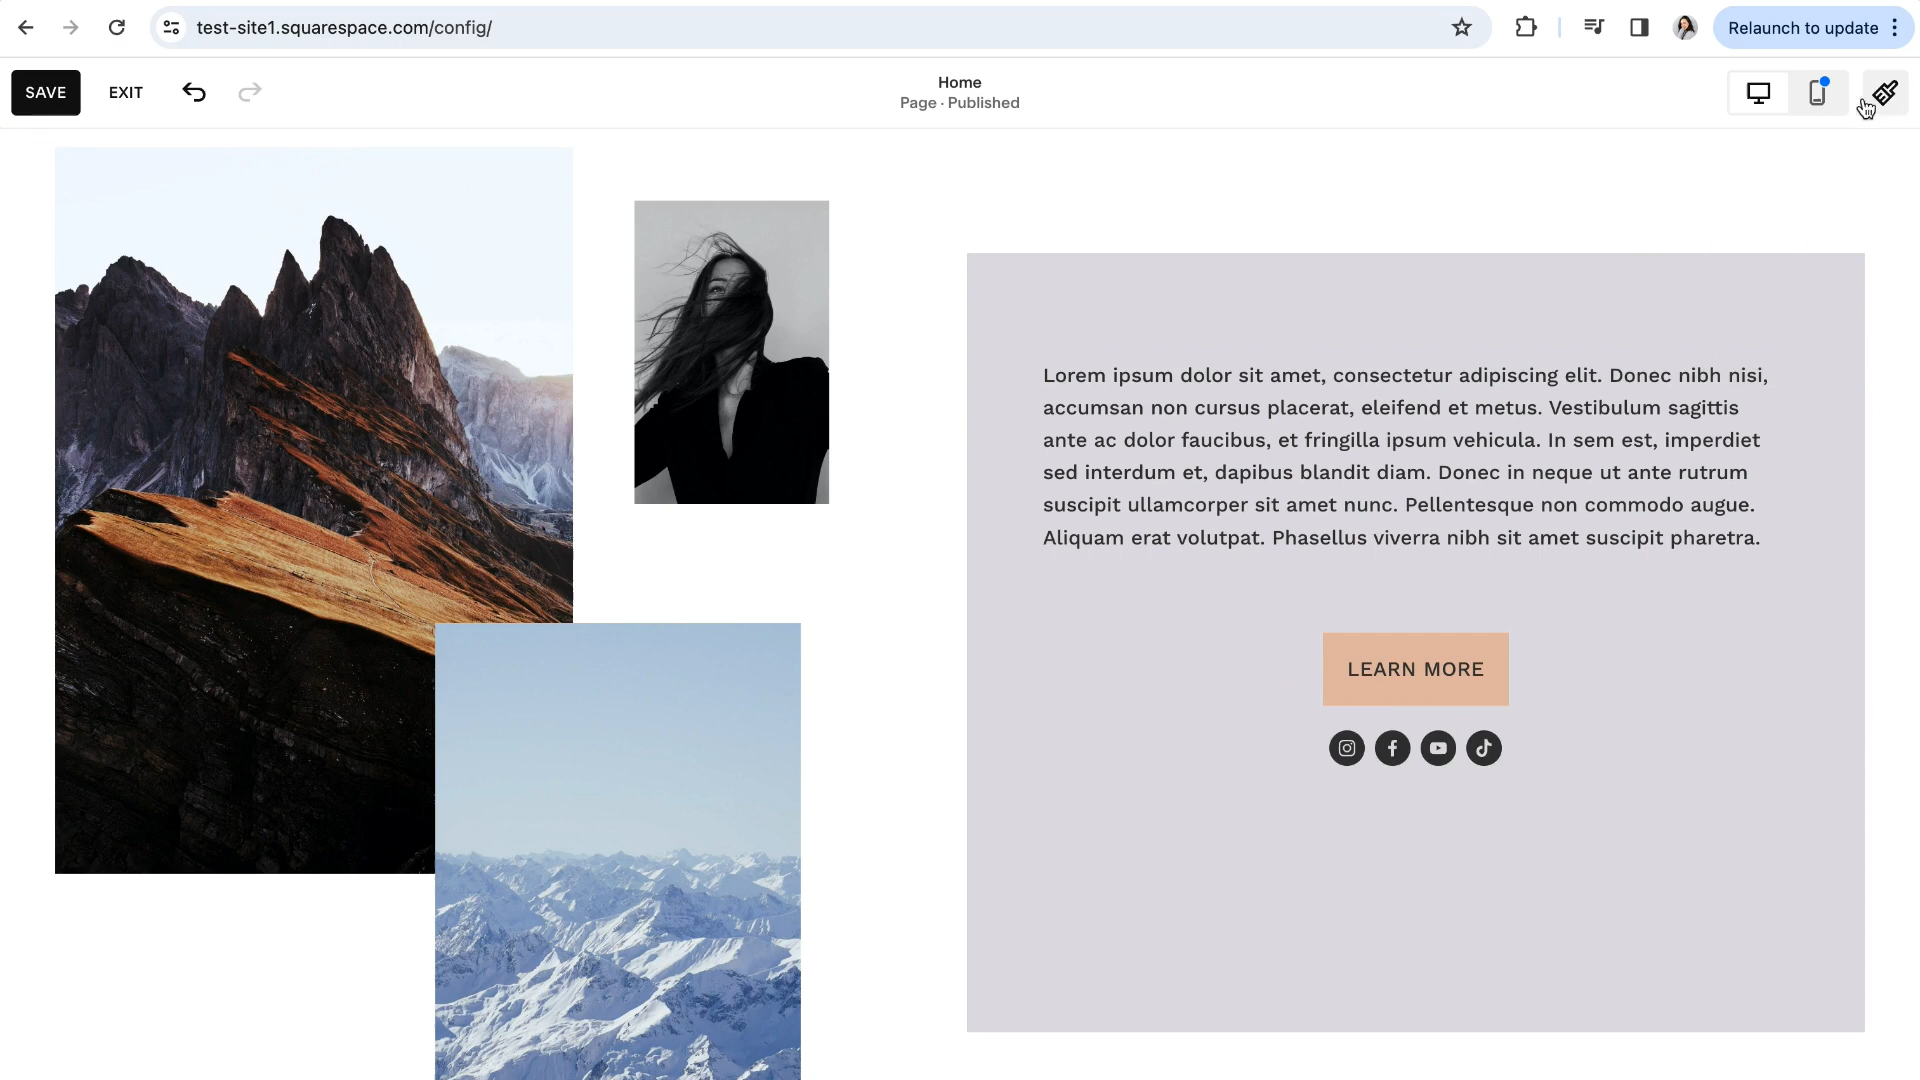 test-site1.squarespace.com/config/
Relaunch to update
SAVE
EXIT
Home
Page · Published
Lorem ipsum dolor sit amet, consectetur adipiscing elit. Donec nibh nisi,
accumsan non cursus placerat, eleifend et metus. Vestibulum sagittis
ante ac dolor faucibus, et fringilla ipsum vehicula. In sem est, imperdiet
sed interdum et, dapibus blandit diam. Donec in neque ut ante rutrum
suscipit ullamcorper sit amet nunc. Pellentesque non commodo augue.
Aliquam erat volutpat. Phasellus viverra nibh sit amet suscipit pharetra.
LEARN MORE